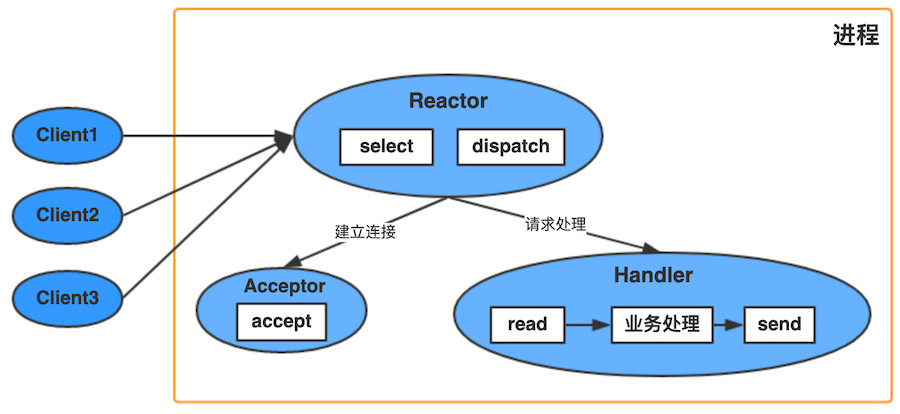 进程
Reactor
select
dispatch
Client1
Client2
Client3
建立连接
请求处理
Acceptor
accept
Handler
read
业务处理
send